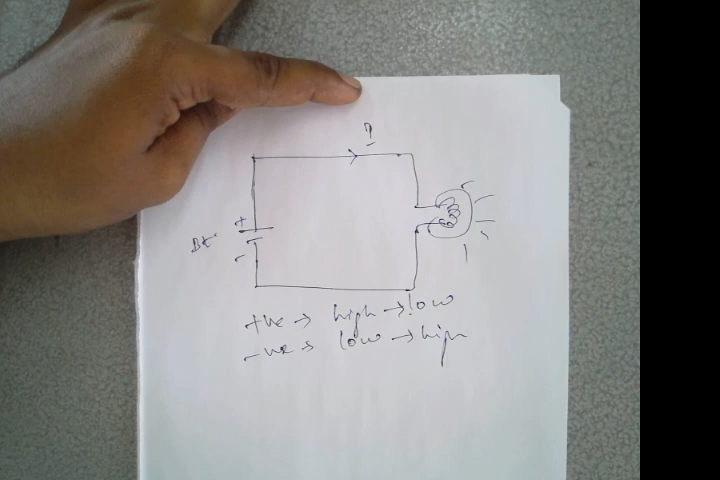 ?
+
Bt
-
+ve → high → low
-ve → low → high